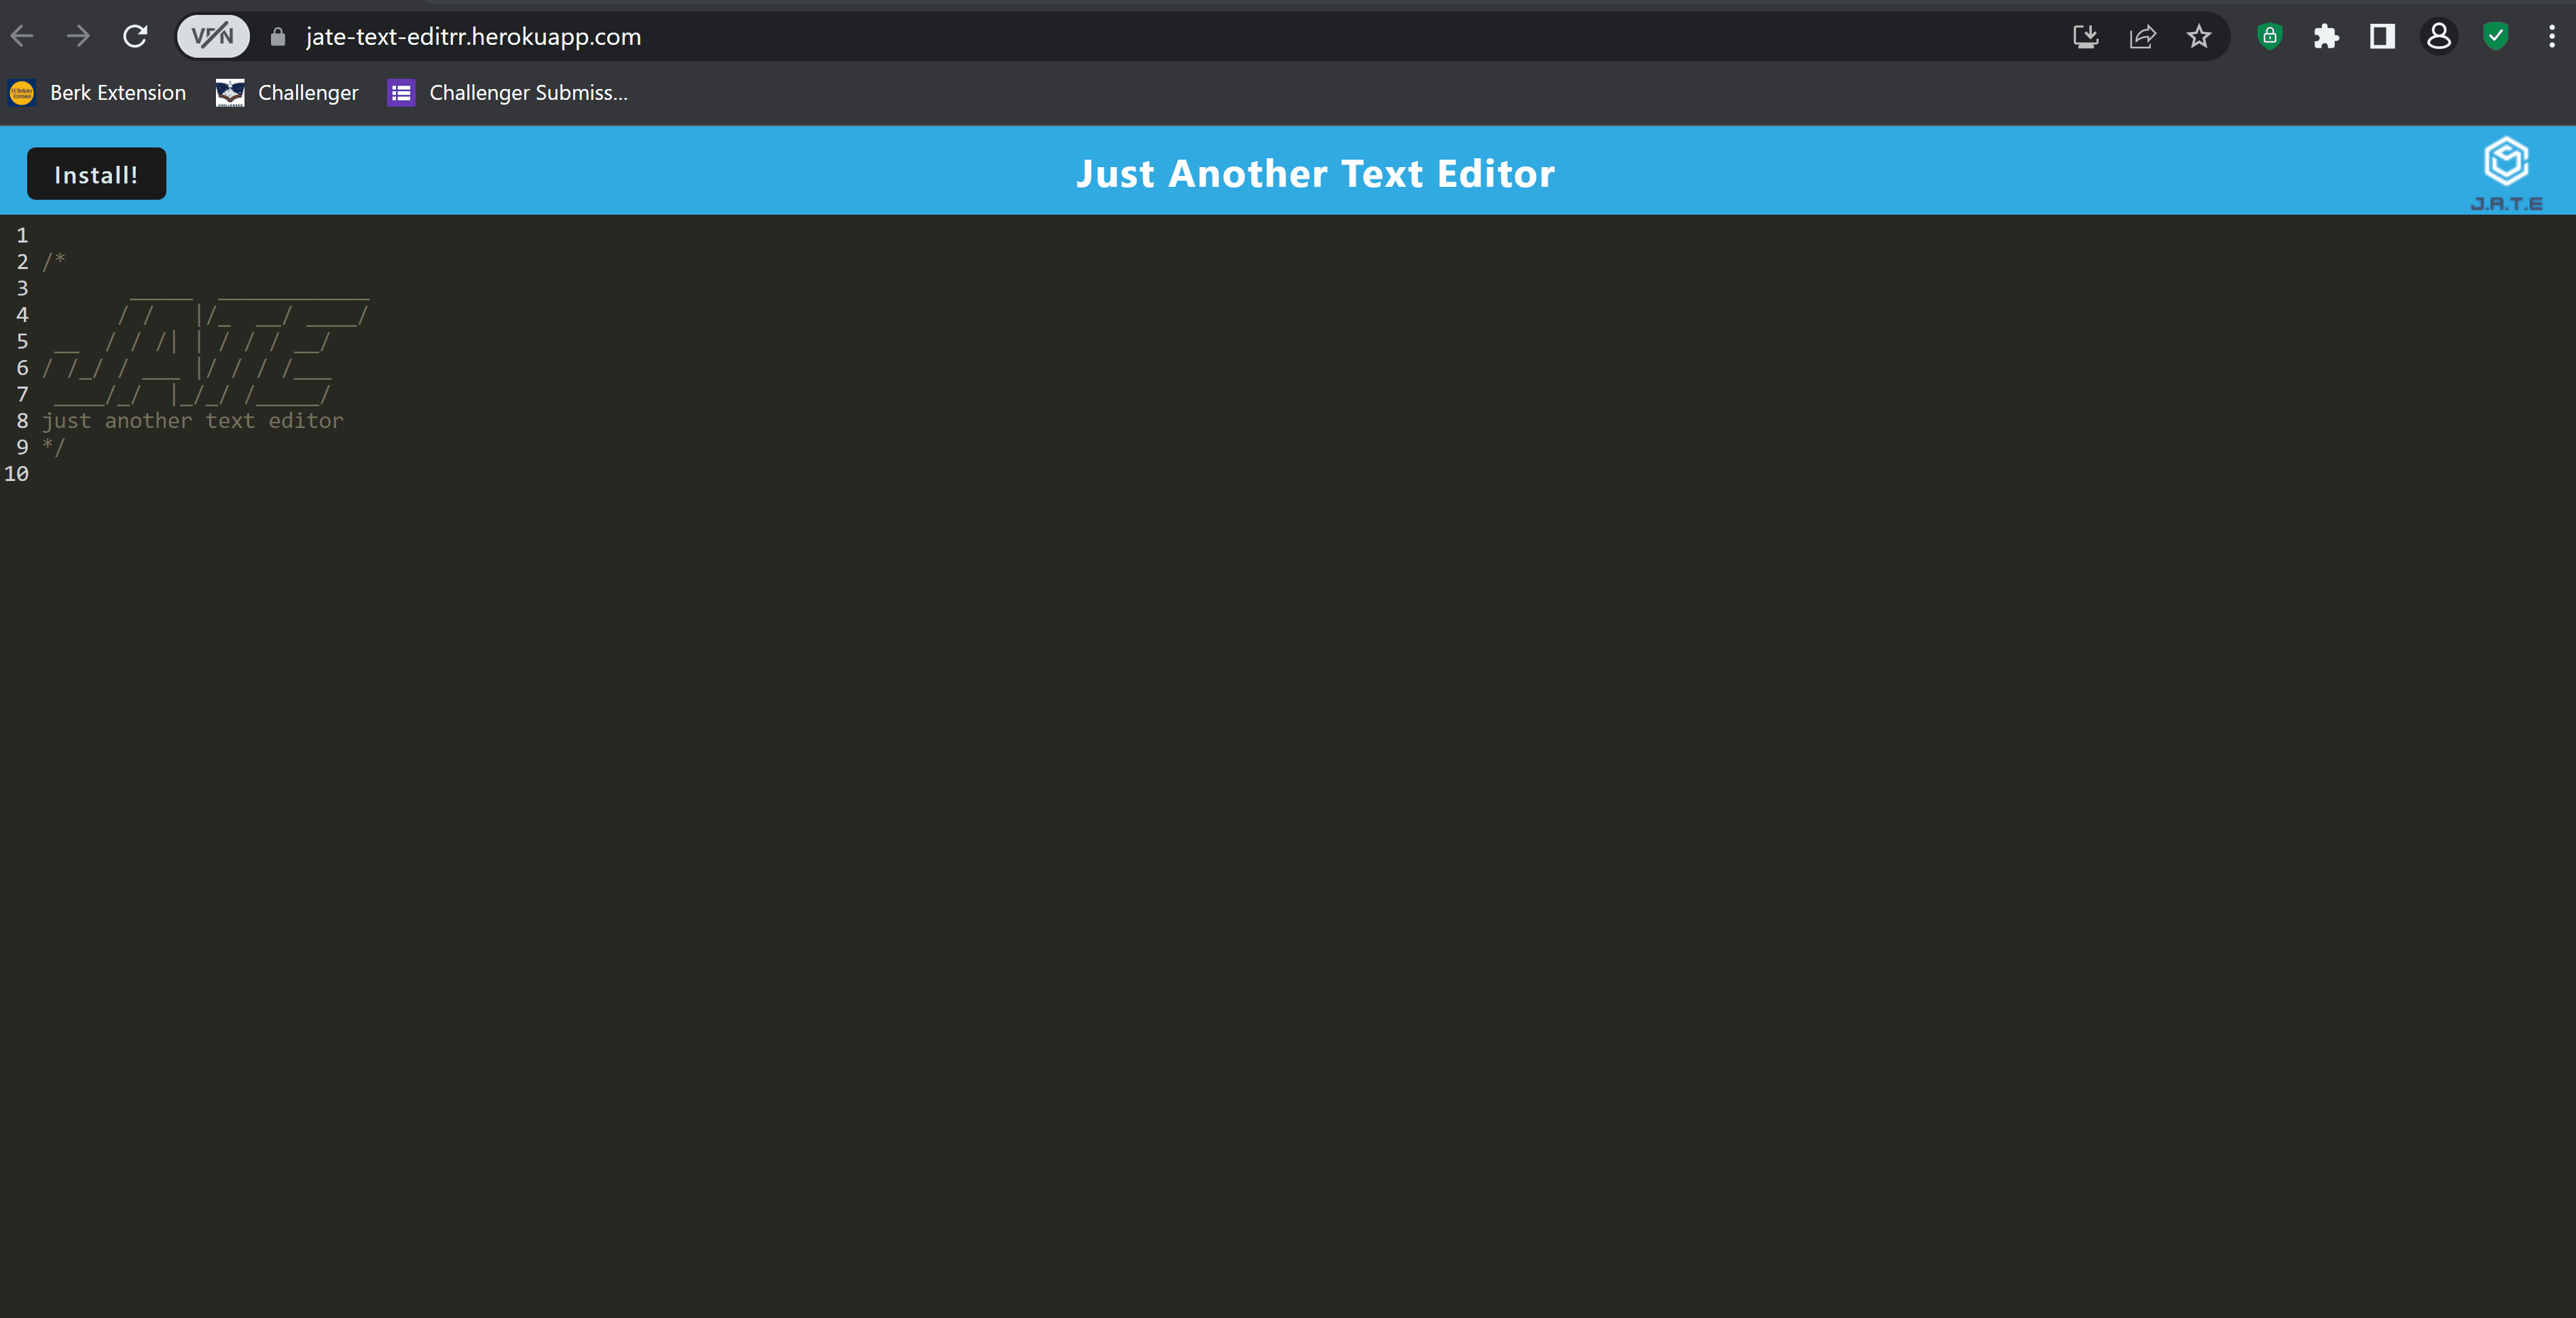 VPN jate-text-editrr.herokuapp.com
Berk Extension Challenger Challenger Submiss...
Install! Just Another Text Editor J.A.T.E
1
2 /*
3        _____  ______________
4       / /   |/_  __/ ____/
5  __  / / /| | / / / __/
6 / /_/ / ___ |/ / / /___
7  ____/_/  |_/_/ /_____/
8 just another text editor
9 */
10